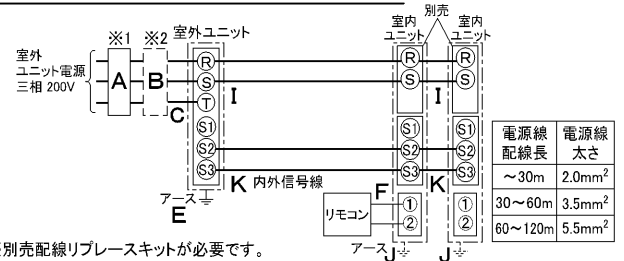 ※1 ※2 室外ユニット
室外
ユニット電源
三相 200V
A
B
C
R
S
T
S1
S2
S3
アース
E
I
K 内外信号線
別売
室内
ユニット
R
S
S1
S2
S3
①
②
F
リモコン
アース
J
室内
ユニット
I
R
S
S1
S2
S3
K
①
②
J
電源線
配線長
電源線
太さ
～30m 2.0mm²
30～60m 3.5mm²
60～120m 5.5mm²
別売配線リプレースキットが必要です。